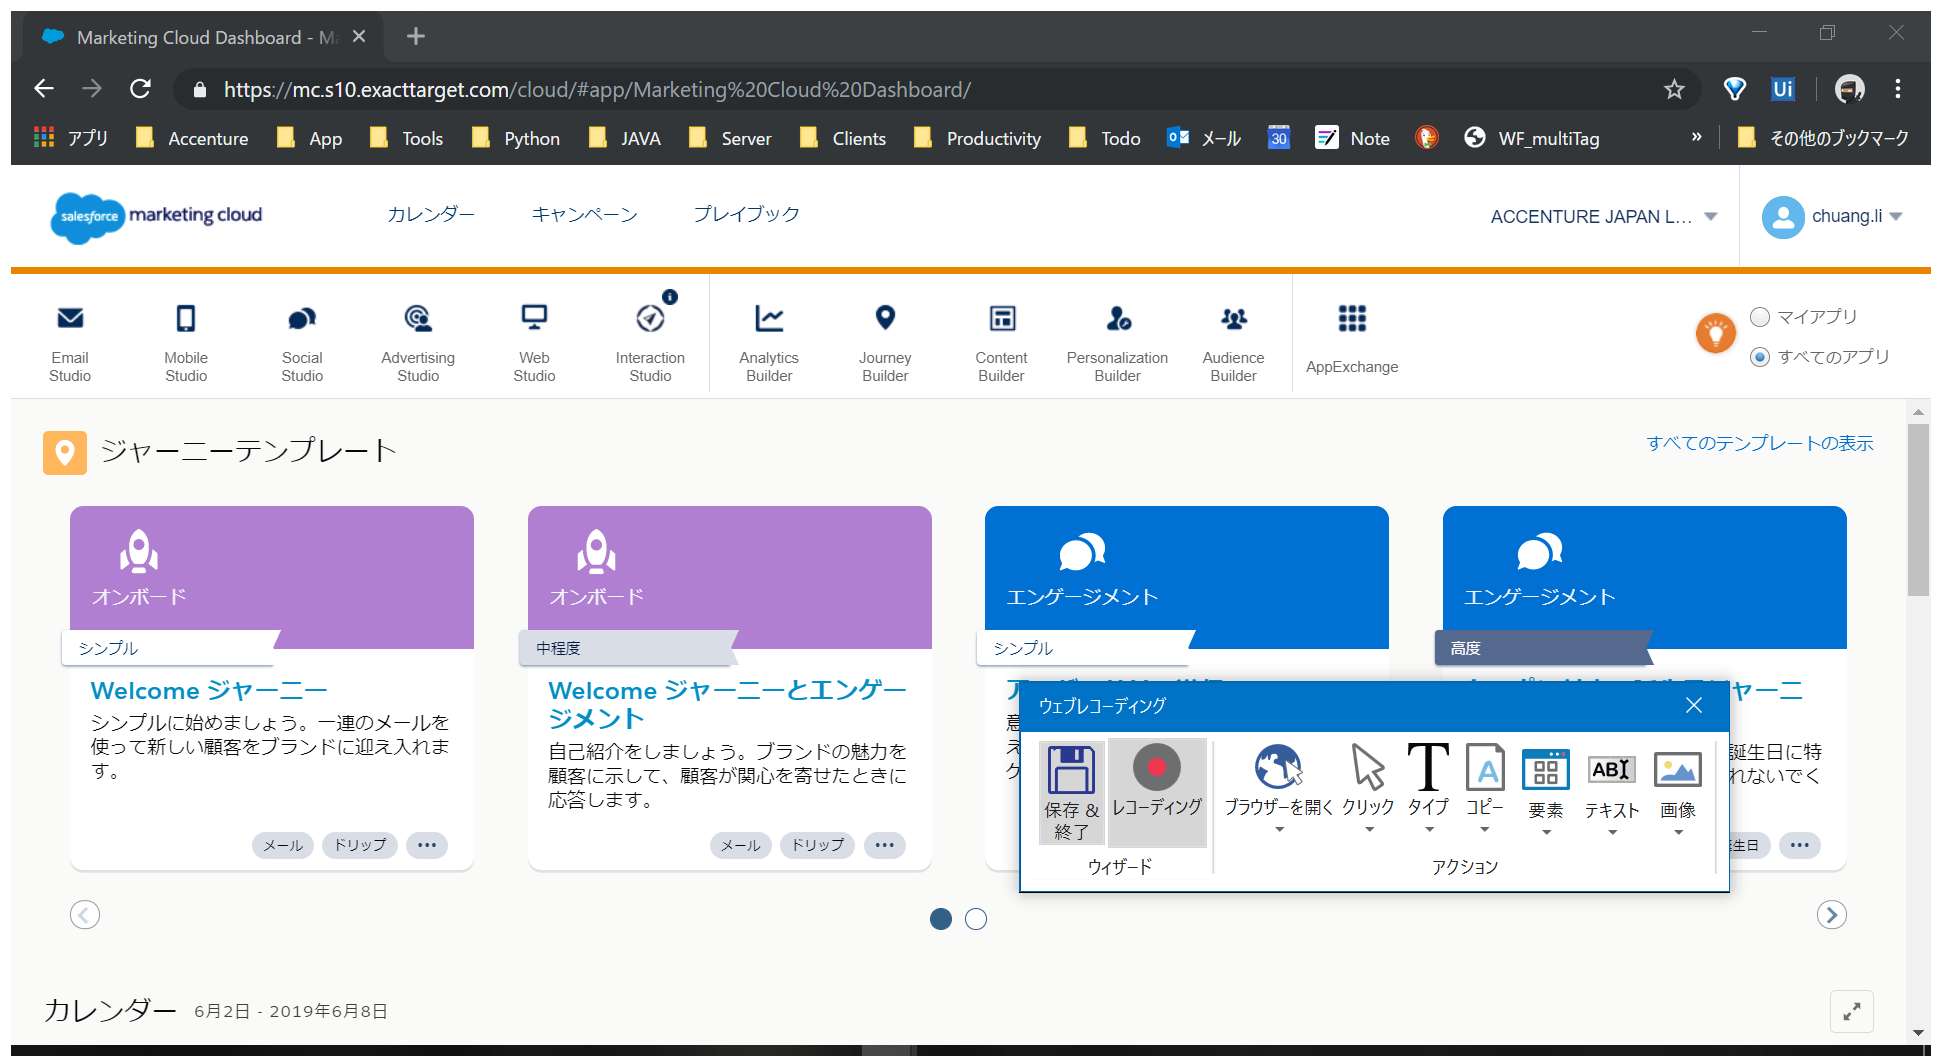 Marketing Cloud Dashboard - Ma
https://mc.s10.exacttarget.com/cloud/#app/Marketing%20Cloud%20Dashboard/
Ui
アプリ Accenture App Tools Python JAVA Server Clients Productivity Todo メール 30 Note WF_multiTag » その他のブックマーク
salesforce marketing cloud カレンダー キャンペーン プレイブック ACCENTURE JAPAN L... chuang.li
Email Studio
Mobile Studio
Social Studio
Advertising Studio
Web Studio
Interaction Studio
Analytics Builder
Journey Builder
Content Builder
Personalization Builder
Audience Builder
AppExchange
マイアプリ
すべてのアプリ
ジャーニーテンプレート
すべてのテンプレートの表示
オンボード
シンプル
Welcome ジャーニー
シンプルに始めましょう。一連のメールを
使って新しい顧客をブランドに迎え入れま
す。
メール ドリップ •••
オンボード
中程度
Welcome ジャーニーとエンゲー
ジメント
自己紹介をしましょう。ブランドの魅力を
顧客に示して、顧客が関心を寄せたときに
応答します。
メール ドリップ •••
エンゲージメント
シンプル
エンゲージメント
高度
ジャーニ
誕生日に特
れないでく
生日 •••
ウェブレコーディング
保存 &
終了
レコーディング
ウィザード
ブラウザーを開く クリック タイプ コピー 要素 テキスト 画像
アクション
カレンダー 6月2日 - 2019年6月8日